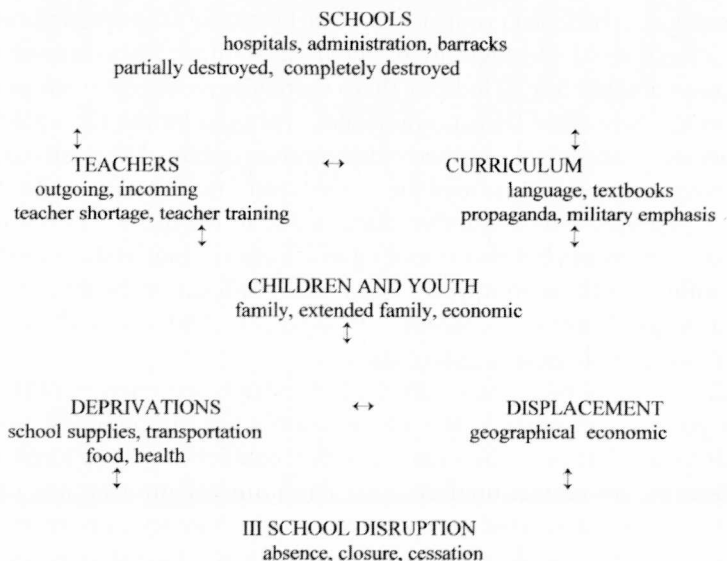 SCHOOLS
hospitals, administration, barracks
partially destroyed, completely destroyed
↕ ↕
TEACHERS ↔ CURRICULUM
outgoing, incoming language, textbooks
teacher shortage, teacher training propaganda, military emphasis
↕ ↕
CHILDREN AND YOUTH
family, extended family, economic
↕
DEPRIVATIONS ↔ DISPLACEMENT
school supplies, transportation geographical economic
food, health
↕ ↕
III SCHOOL DISRUPTION
absence, closure, cessation